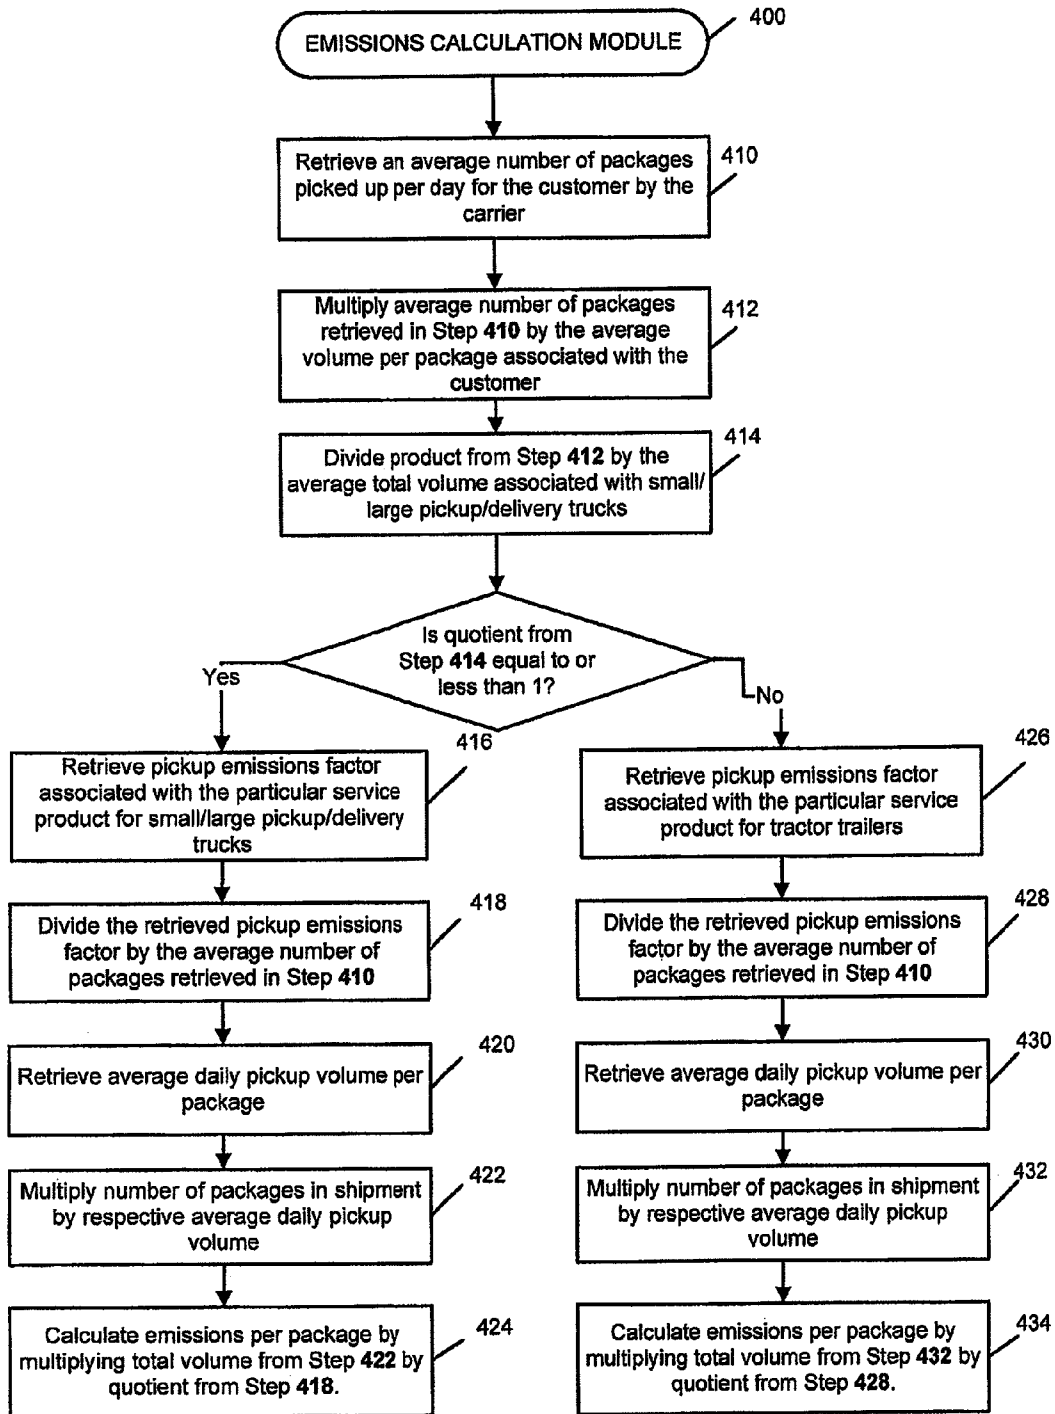 EMISSIONS CALCULATION MODULE
400
Retrieve an average number of packages
picked up per day for the customer by the
carrier
410
Multiply average number of packages
retrieved in Step 410 by the average
volume per package associated with the
customer
412
Divide product from Step 412 by the
average total volume associated with small/
large pickup/delivery trucks
414
Is quotient from
Step 414 equal to or
less than 1?
Yes
No
Retrieve pickup emissions factor
associated with the particular service
product for small/large pickup/delivery
trucks
416
Divide the retrieved pickup emissions
factor by the average number of
packages retrieved in Step 410
418
Retrieve average daily pickup volume per
package
420
Multiply number of packages in shipment
by respective average daily pickup
volume
422
Calculate emissions per package by
multiplying total volume from Step 422 by
quotient from Step 418.
424
Retrieve pickup emissions factor
associated with the particular service
product for tractor trailers
426
Divide the retrieved pickup emissions
factor by the average number of
packages retrieved in Step 410
428
Retrieve average daily pickup volume per
package
430
Multiply number of packages in shipment
by respective average daily pickup
volume
432
Calculate emissions per package by
multiplying total volume from Step 432 by
quotient from Step 428.
434